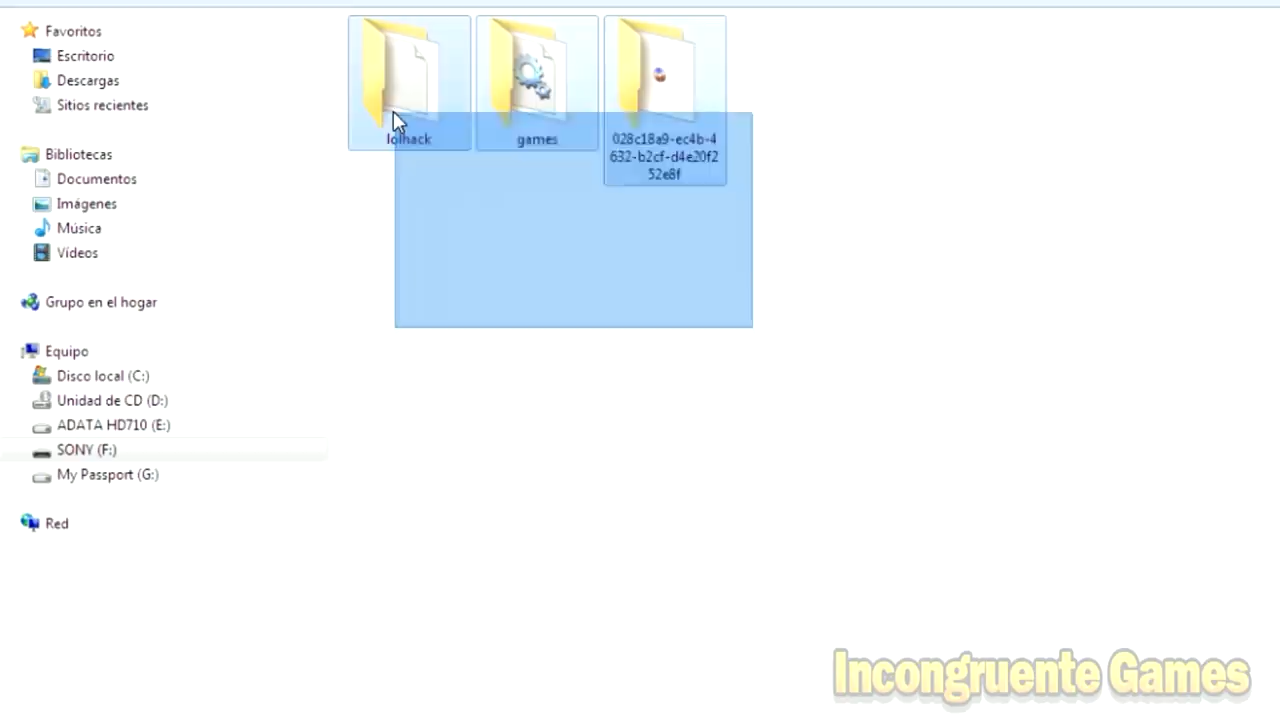 Favoritos
Escritorio
Descargas
Sitios recientes
Bibliotecas
Documentos
Imágenes
Música
Vídeos
Grupo en el hogar
Equipo
Disco local (C:)
Unidad de CD (D:)
ADATA HD710 (E:)
SONY (F:)
My Passport (G:)
Red
lolhack
games
028c18a9-ec4b-4
632-b2cf-d4e20f2
52e8f
Incongruente Games